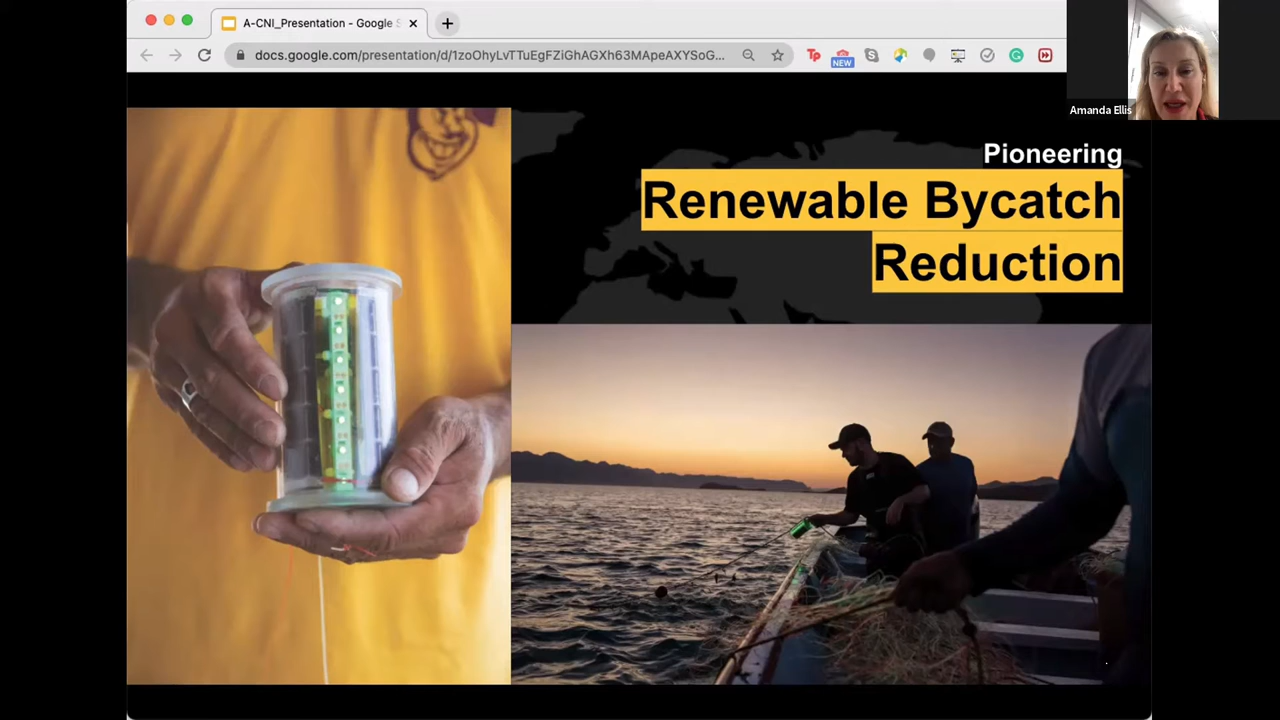 A-CNI_Presentation - Google S
docs.google.com/presentation/d/1zoOhyLvTTuEgFZiGhAGXh63MApeAXYSoG...
NEW
Amanda Ellis
Pioneering
Renewable Bycatch
Reduction